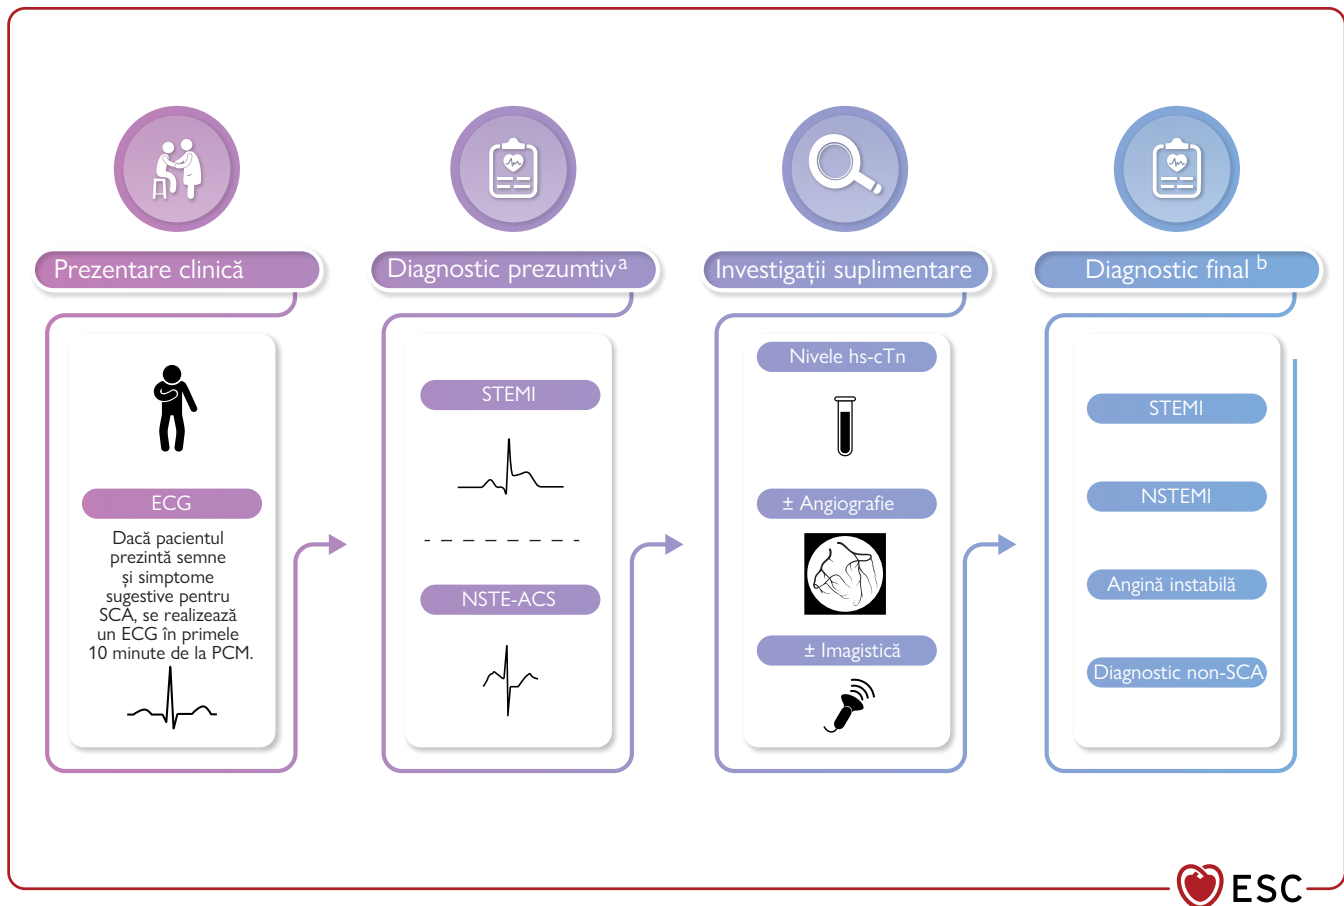 Prezentare clinică
ECG
Dacă pacientul
prezintă semne
și simptome
sugestive pentru
SCA, se realizează
un ECG în primele
10 minute de la PCM.
Diagnostic prezumtiv a
STEMI
NSTE-ACS
Investigații suplimentare
Nivele hs-cTn
± Angiografie
± Imagistică
Diagnostic final b
STEMI
NSTEMI
Angină instabilă
Diagnostic non-SCA
ESC